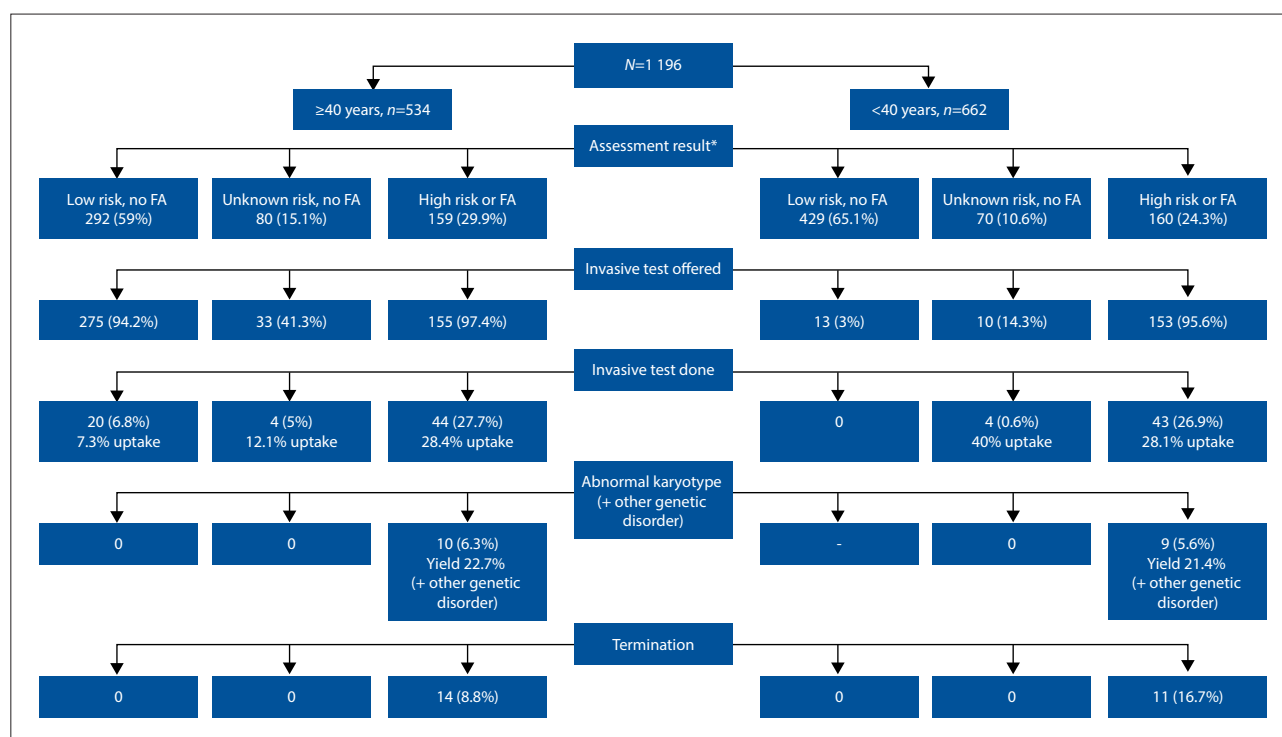 N=1 196
≥40 years, n=534
<40 years, n=662
Assessment result*
Low risk, no FA
292 (59%)
Unknown risk, no FA
80 (15.1%)
High risk or FA
159 (29.9%)
Low risk, no FA
429 (65.1%)
Unknown risk, no FA
70 (10.6%)
High risk or FA
160 (24.3%)
Invasive test offered
275 (94.2%)
33 (41.3%)
155 (97.4%)
13 (3%)
10 (14.3%)
153 (95.6%)
Invasive test done
20 (6.8%)
7.3% uptake
4 (5%)
12.1% uptake
44 (27.7%)
28.4% uptake
0
4 (0.6%)
40% uptake
43 (26.9%)
28.1% uptake
Abnormal karyotype
(+ other genetic
disorder)
0
0
10 (6.3%)
Yield 22.7%
(+ other genetic
disorder)
-
0
9 (5.6%)
Yield 21.4%
(+ other genetic
disorder)
Termination
0
0
14 (8.8%)
0
0
11 (16.7%)